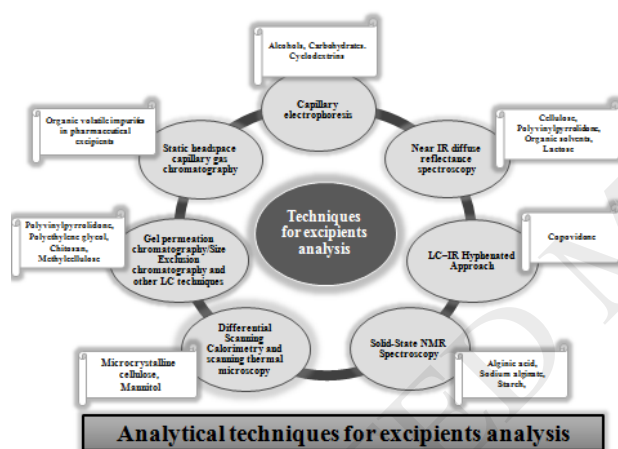 Alcohols, Carbohydrates.
Cyclodextrins
Capillary
electrophoresis
Organic volatile impurities
in pharmaceutical
excipients
Static headspace
capillary gas
chromatography
Near IR diffuse
reflectance
spectroscopy
Cellulose,
Polyvinylpyrrolidone,
Organic solvents,
Lactose
Techniques
for excipients
analysis
Polyvinylpyrrolidone,
Polyethylene glycol,
Chitosan,
Methylcellulose
Gel permeation
chromatography/Size
Exclusion
chromatography and
other LC techniques
LC–IR Hyphenated
Approach
Copovidone
Differential
Scanning
Calorimetry and
scanning thermal
microscopy
Solid-State NMR
Spectroscopy
Microcrystalline
cellulose,
Mannitol
Alginic acid,
Sodium alginate,
Starch,
Analytical techniques for excipients analysis